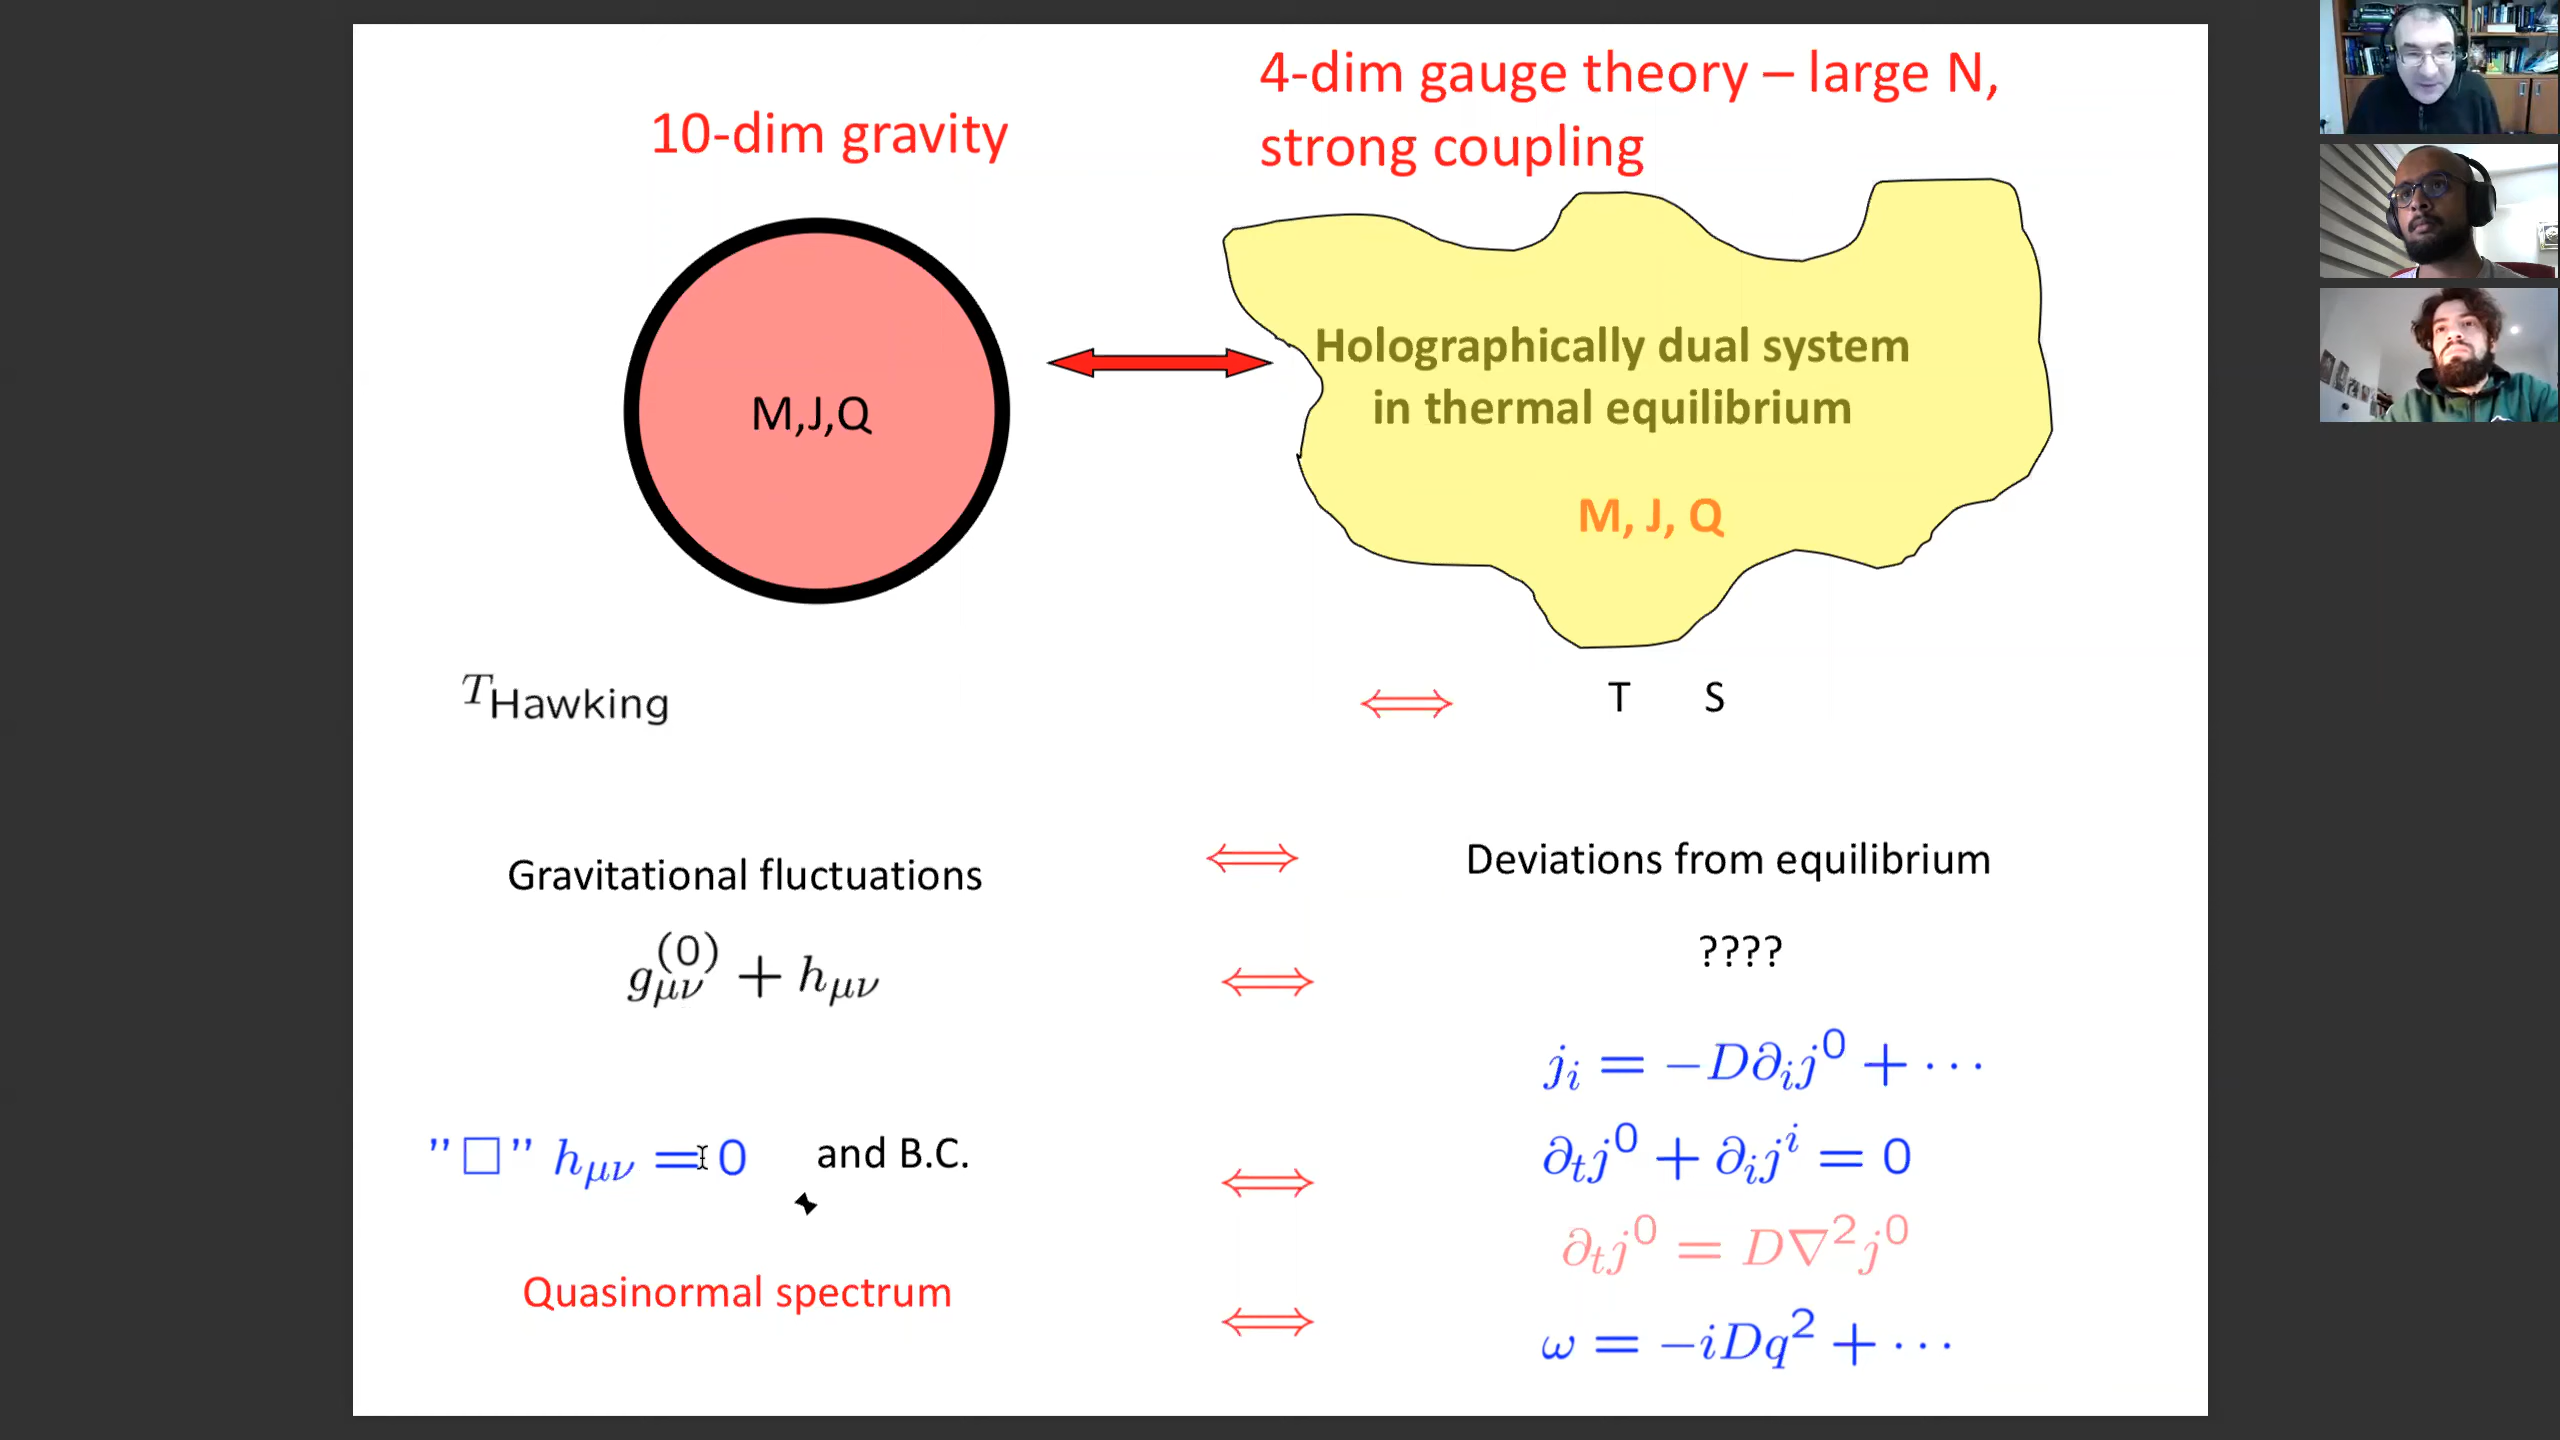 10-dim gravity
4-dim gauge theory – large N,
strong coupling
M,J,Q
Holographically dual system
in thermal equilibrium
M, J, Q
T_Hawking ⟺ T S
Gravitational fluctuations ⟺ Deviations from equilibrium
g_{μν}^{(0)} + h_{μν} ⟺ ????
j_i = −D∂_i j^0 + ···
"□" h_{μν} = 0 and B.C. ⟺ ∂_t j^0 + ∂_i j^i = 0
∂_t j^0 = D∇^2 j^0
Quasinormal spectrum ⟺ ω = −iDq^2 + ···